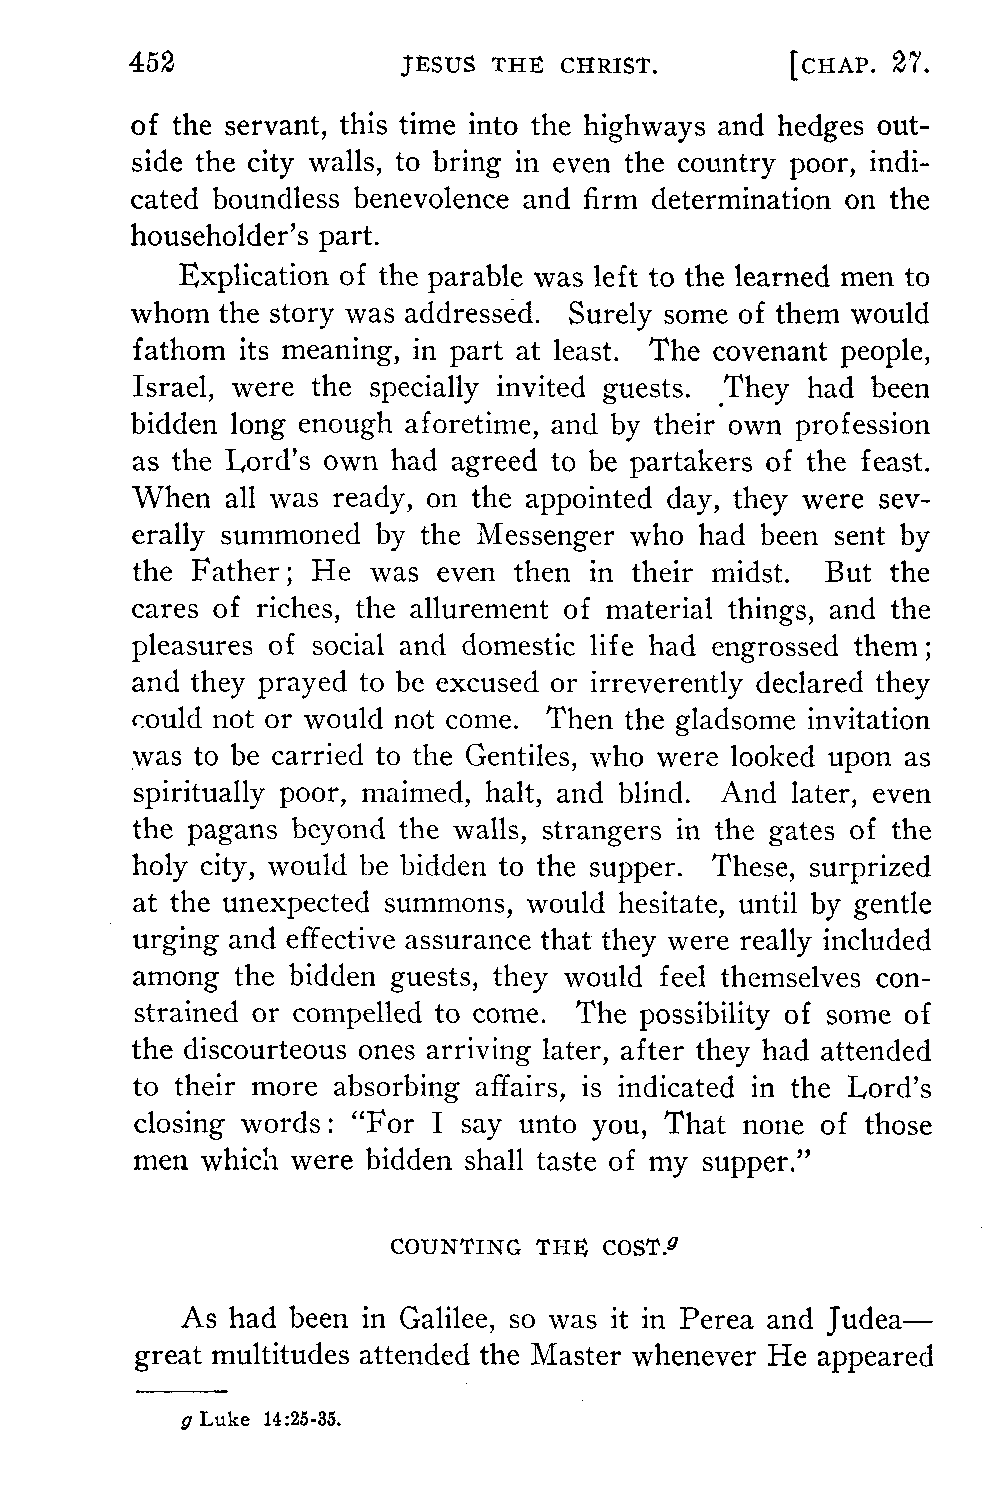 452 JESUS THE CHRIST. [CHAP. 27.
of the servant, this time into the highways and hedges out-
side the city walls, to bring in even the country poor, indi-
cated boundless benevolence and firm determination on the
householder's part.
Explication of the parable was left to the learned men to
whom the story was addressed. Surely some of them would
fathom its meaning, in part at least. The covenant people,
Israel, were the specially invited guests. They had been
bidden long enough aforetime, and by their own profession
as the Lord's own had agreed to be partakers of the feast.
When all was ready, on the appointed day, they were sev-
erally summoned by the Messenger who had been sent by
the Father; He was even then in their midst. But the
cares of riches, the allurement of material things, and the
pleasures of social and domestic life had engrossed them;
and they prayed to be excused or irreverently declared they
could not or would not come. Then the gladsome invitation
was to be carried to the Gentiles, who were looked upon as
spiritually poor, maimed, halt, and blind. And later, even
the pagans beyond the walls, strangers in the gates of the
holy city, would be bidden to the supper. These, surprized
at the unexpected summons, would hesitate, until by gentle
urging and effective assurance that they were really included
among the bidden guests, they would feel themselves con-
strained or compelled to come. The possibility of some of
the discourteous ones arriving later, after they had attended
to their more absorbing affairs, is indicated in the Lord's
closing words: “For I say unto you, That none of those
men which were bidden shall taste of my supper.”
COUNTING THE COST.g
As had been in Galilee, so was it in Perea and Judea—
great multitudes attended the Master whenever He appeared
g Luke 14:25-35.